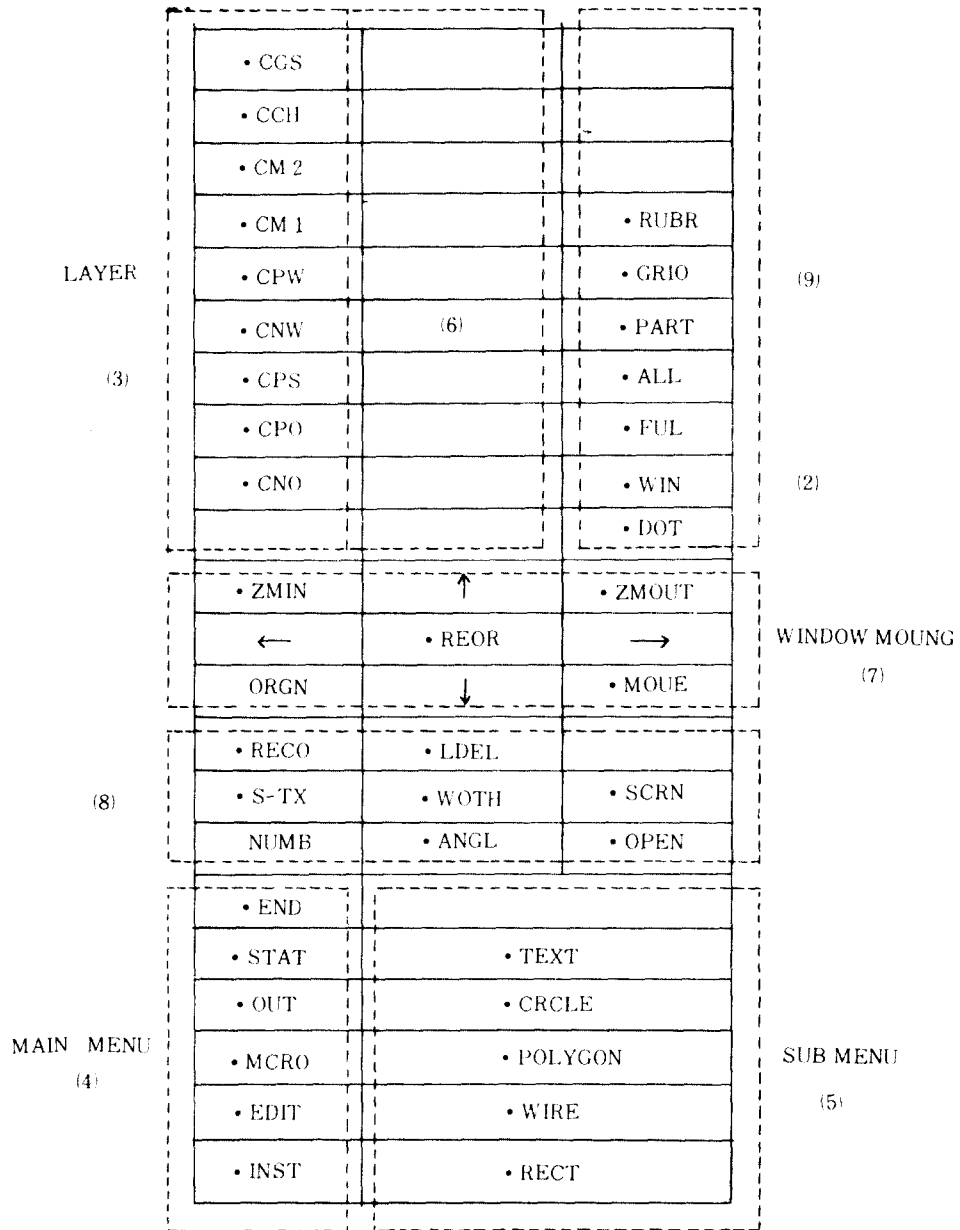 • CGS
• CCH
• CM 2
• CM 1 • RUBR
LAYER • CPW • GRIO (9)
• CNW (6) • PART
(3) • CPS • ALL
• CPO • FUL
• CNO • WIN (2)
• DOT
• ZMIN ↑ • ZMOUT
← • REOR → WINDOW MOUNG
ORGN ↓ • MOUE (7)
• RECO • LDEL
(8) • S-TX • WOTH • SCRN
NUMB • ANGL • OPEN
• END
• STAT • TEXT
• OUT • CRCLE
MAIN MENU • MCRO • POLYGON SUB MENU
(4) • EDIT • WIRE (5)
• INST • RECT